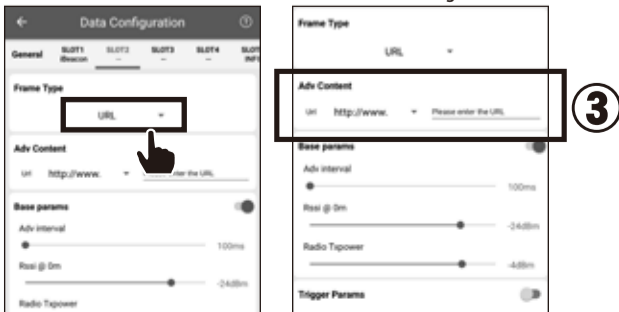 Data Configuration
General SLOT1 SLOT2 SLOT3 SLOT4 SLOT
iBeacon -- -- -- INF
Frame Type
URL
Adv Content
Url http://www.
Base params
Adv interval
100ms
Rssi @ 0m
-24dBm
Radio Txpower
Frame Type
URL
Adv Content
Url http://www. Please enter the URL
Base params
Adv interval
100ms
Rssi @ 0m
-24dBm
Radio Txpower
-4dBm
Trigger Params
③